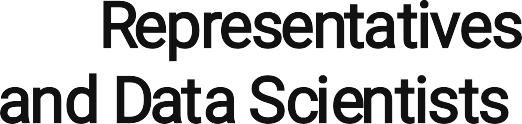 Representatives
and Data Scientists